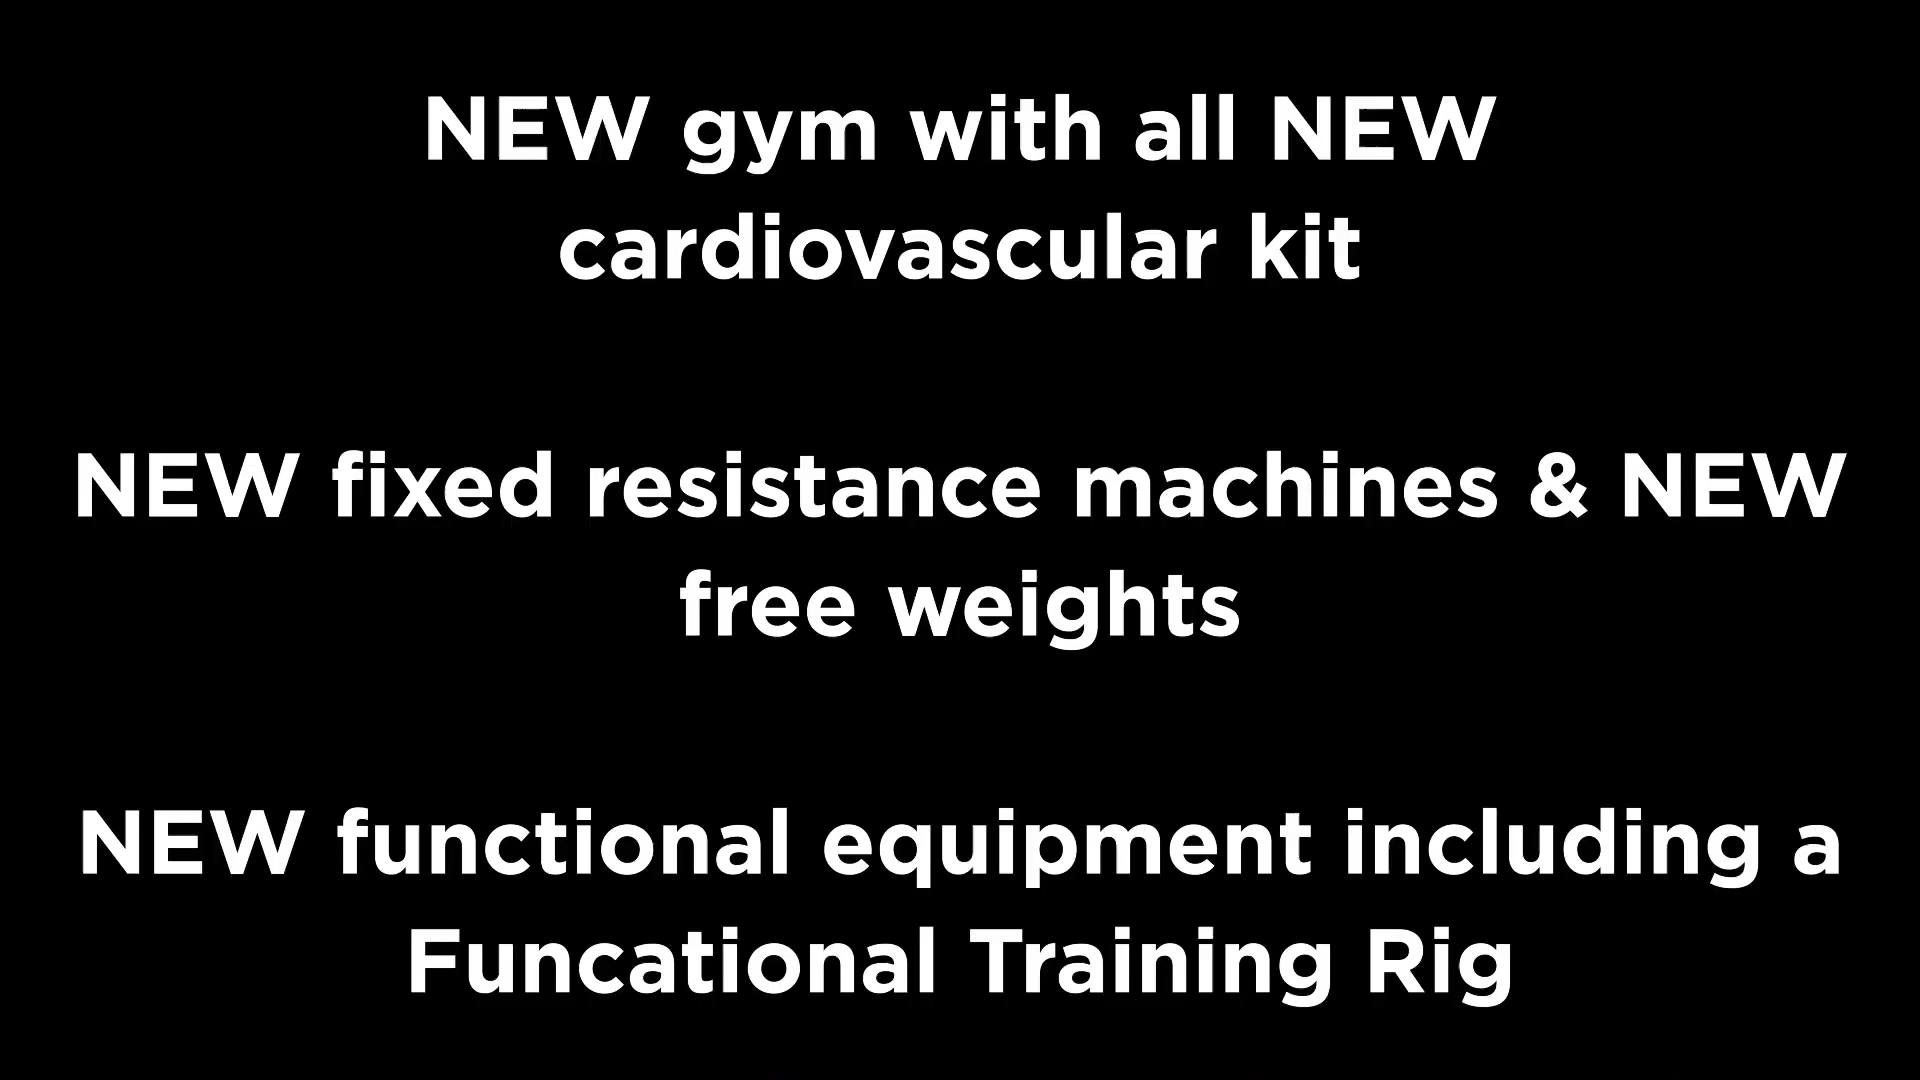 NEW gym with all NEW
cardiovascular kit
NEW fixed resistance machines & NEW
free weights
NEW functional equipment including a
Funcational Training Rig